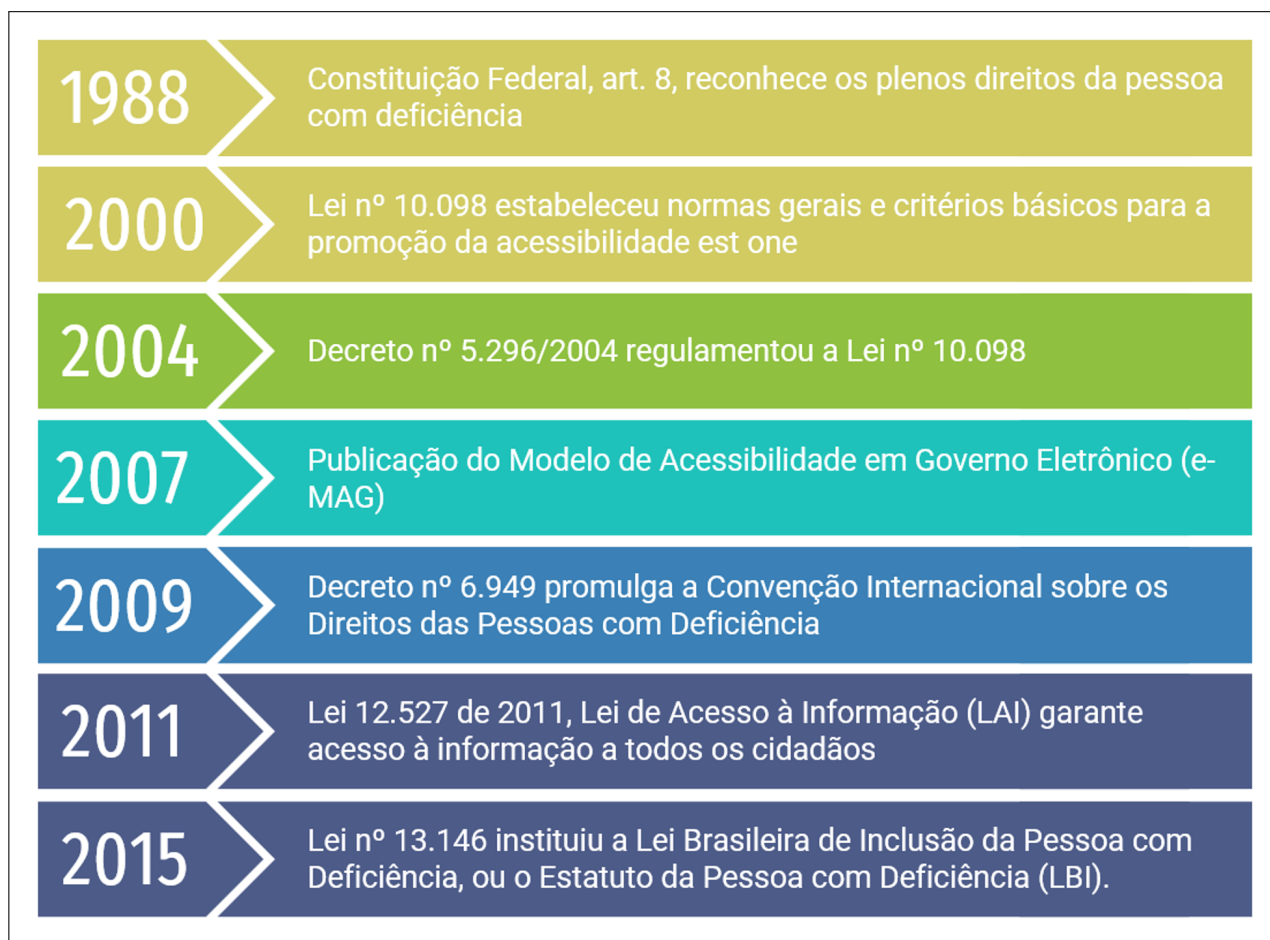 1988
Constituição Federal, art. 8, reconhece os plenos direitos da pessoa
com deficiência
2000
Lei nº 10.098 estabeleceu normas gerais e critérios básicos para a
promoção da acessibilidade est one
2004
Decreto nº 5.296/2004 regulamentou a Lei nº 10.098
2007
Publicação do Modelo de Acessibilidade em Governo Eletrônico (e-
MAG)
2009
Decreto nº 6.949 promulga a Convenção Internacional sobre os
Direitos das Pessoas com Deficiência
2011
Lei 12.527 de 2011, Lei de Acesso à Informação (LAI) garante
acesso à informação a todos os cidadãos
2015
Lei nº 13.146 instituiu a Lei Brasileira de Inclusão da Pessoa com
Deficiência, ou o Estatuto da Pessoa com Deficiência (LBI).